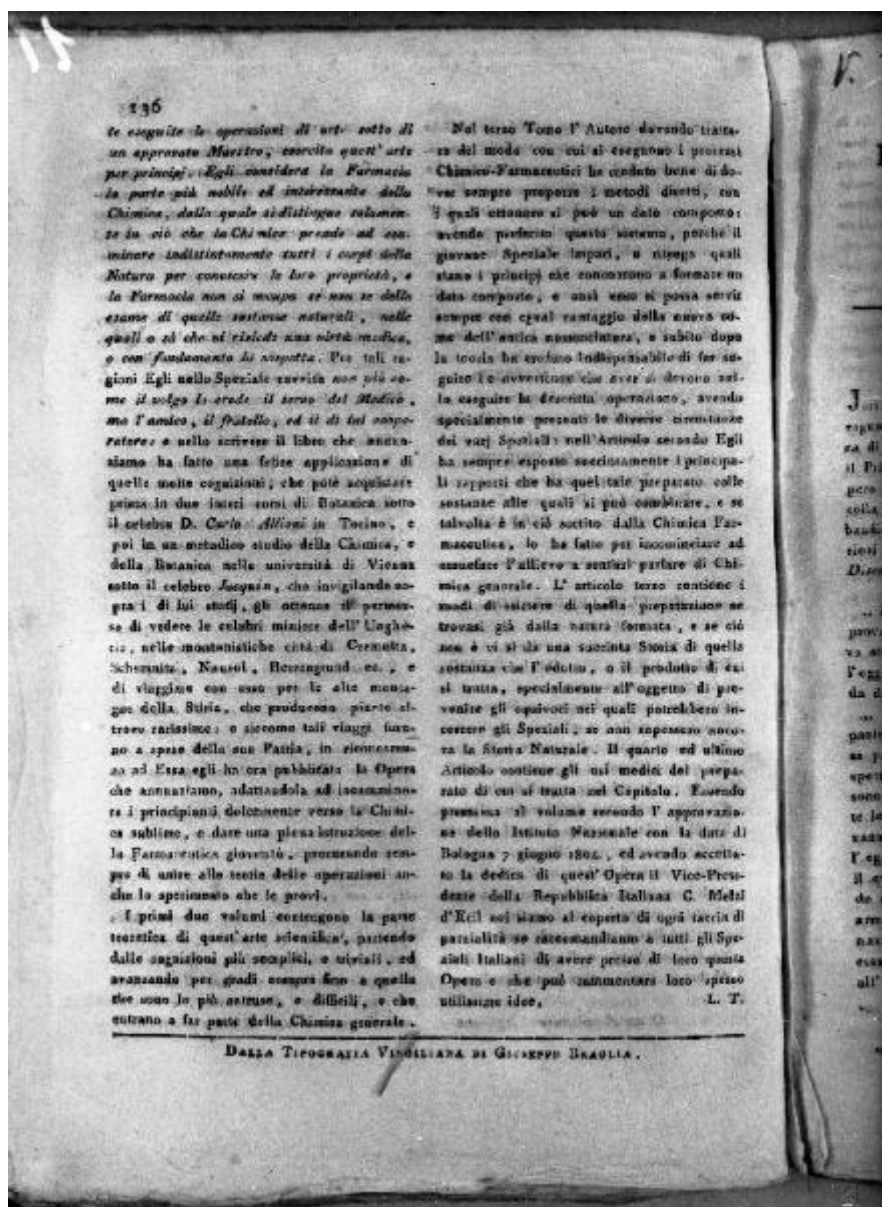 136
te eseguite le operazioni di arte sotto di
un approvato Maestro, esercita quest' arte
per principj. Egli considera la Farmacia
la parte più nobile ed interessante della
Chimica, dalla quale si distingue solamen-
te in ciò che la Chimica prende ad esa-
minare indistintamente tutti i corpi della
Natura per conoscere le loro proprietà, e
la Farmacia non si occupa se non se dello
esame di quelle sostanze naturali, nelle
quali o sà che vi risiede una virtù medica,
o con fondamento la sospetta. Per tali ra-
gioni Egli nello Speziale ravvisa non più co-
me il volgo lo crede il servo del Medico,
ma l'amico, il fratello, ed il di lui coope-
ratore: e nello scrivere il libro che annun-
ziamo ha fatto una felice applicazione di
quelle molte cognizioni, che potè acquistare
prima in due interi corsi di Botanica sotto
il celebre D. Carlo Allioni in Torino, e
poi in un metodico studio della Chimica, e
della Botanica nella università di Vienna
sotto il celebre Jacquin, che invigilando so-
pra i di lui studj, gli ottenne il permes-
so di vedere le celebri miniere dell' Unghe-
ria, nelle montanistiche città di Cremnitz,
Schemnitz, Neusol, Herrengrund ec., e
di viaggiare con esso per le alte monta-
gne della Stiria, che producono piante al-
trove rarissime: e siccome tali viaggi furo-
no a spese della sua Patria, in riconoscen-
za ad Essa egli ha ora pubblicata la Opera
che annunziamo, adattandola ad incammina-
re i principianti dolcemente verso la Chimi-
ca sublime, e dare una piena istruzione del-
la Farmaceutica gioventù, procurando sem-
pre di unire alle teorie delle operazioni an-
che lo sperimento che le provi.
I primi due volumi contengono la parte
teoretica di quest' arte scientifica, partendo
dalle cognizioni più semplici, e triviali, ed
avanzando per gradi sempre fino a quelle
che sono le più astruse, e difficili, e che
entrano a far parte della Chimica generale.
Nel terzo Tomo l' Autore dovendo tratta-
re del modo con cui si eseguono i processi
Chimico-Farmaceutici ha creduto bene di do-
ver sempre proporre i metodi diretti, con
i quali ottenere si può un dato composto:
avendo preferito questo sistema, perchè il
giovane Speziale impari, e ritenga quali
siano i principj che concorrono a formare un
dato composto, e così esso si possa servir
sempre con egual vantaggio della nuova co-
me dell' antica nomenclatura, e subito dopo
la teoria ha creduto indispensabile di far se-
guire le avvertenze che aver si devono nel-
lo eseguire la descritta operazione, avendo
specialmente presenti le diverse circostanze
dei varj Speziali: nell'Articolo secondo Egli
ha sempre esposto succintamente i principa-
li rapporti che ha quel tale preparato colle
sostanze alle quali si può combinare, e se
talvolta è in ciò sortito dalla Chimica Far-
maceutica, lo ha fatto per incominciare ad
assuefare l'allievo a sentirsi parlare di Chi-
mica generale. L' articolo terzo contiene i
modi di                di quella preparazione se
trovasi già dalla natura formata, e se ciò
non è vi si da una succinta Storia di quella
sostanza che l'edotto, o il prodotto di cui
si tratta, specialmente all'oggetto di pre-
venire gli equivoci nei quali potrebbero in-
correre gli Speziali, se non sapessero anco-
ra la Storia Naturale. Il quarto ed ultimo
Articolo contiene gli usi medici del prepa-
rato di cui si tratta nel Capitolo. Essendo
premessa al volume secondo l' approvazio-
ne dello Istituto Nazionale con la data di
Bologna 7 giugno 1804, ed avendo accetta-
to la dedica di quest' Opera il Vice-Presi-
dente della Repubblica Italiana C. Melzi
d'Eril noi siamo al coperto di ogni taccia di
parzialità se raccomandiamo a tutti gli Spe-
ziali Italiani di avere presso di loro questa
Opera e che può rammentare loro spesso
utilissime idee. L. T.
DALLA TIPOGRAFIA VIRGILIANA DI GIUSEPPE BRAGLIA.